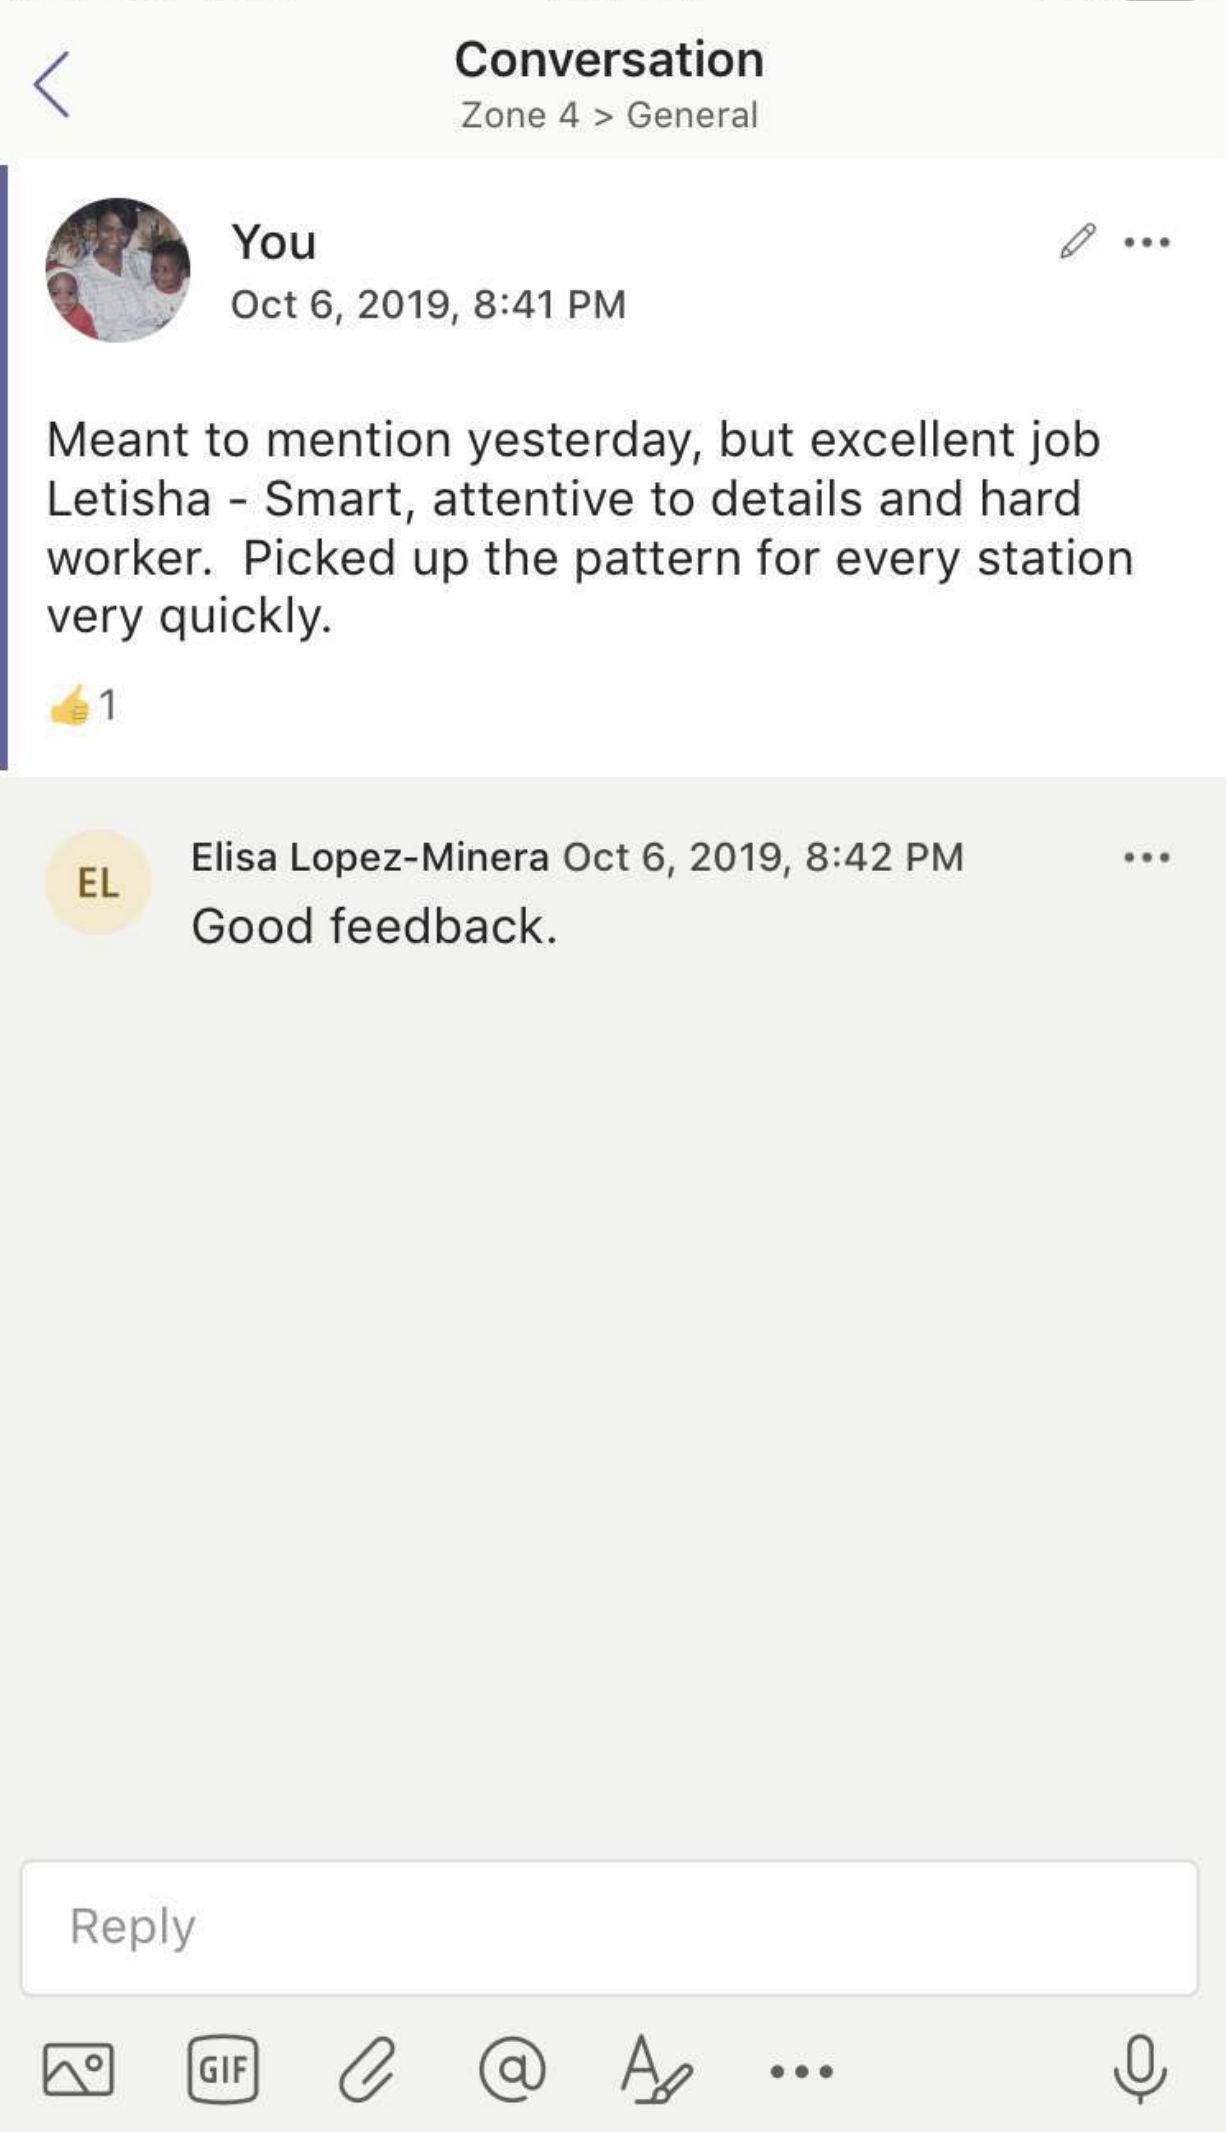 Conversation
Zone 4 > General
You
Oct 6, 2019, 8:41 PM
Meant to mention yesterday, but excellent job
Letisha - Smart, attentive to details and hard
worker.  Picked up the pattern for every station
very quickly.
👍 1
EL
Elisa Lopez-Minera Oct 6, 2019, 8:42 PM
Good feedback.
Reply
GIF